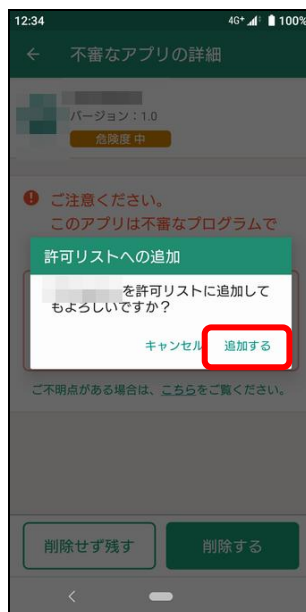 12:34 4G+ 100%
不審なアプリの詳細
バージョン:1.0
危険度 中
ご注意ください。
このアプリは不審なプログラムで
許可リストへの追加
を許可リストに追加して
もよろしいですか?
キャンセル 追加する
ご不明点がある場合は、こちらをご覧ください。
削除せず残す 削除する